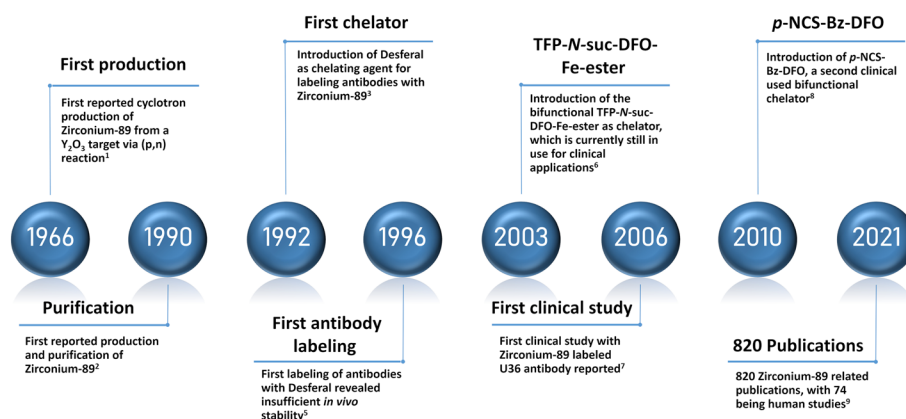 First production
First reported cyclotron
production of
Zirconium-89 from a
Y₂O₃ target via (p,n)
reaction¹
1966
Purification
First reported production
and purification of
Zirconium-89²
1990
First chelator
Introduction of Desferal
as chelating agent for
labeling antibodies with
Zirconium-89³
1992
First antibody
labeling
First labeling of antibodies
with Desferal revealed
insufficient in vivo
stability⁵
1996
TFP-N-suc-DFO-
Fe-ester
Introduction of the
bifunctional TFP-N-suc-
DFO-Fe-ester as chelator,
which is currently still in
use for clinical
applications⁶
2003
First clinical study
First clinical study with
Zirconium-89 labeled
U36 antibody reported⁷
2006
p-NCS-Bz-DFO
Introduction of p-NCS-
Bz-DFO, a second clinical
used bifunctional
chelator⁸
2010
820 Publications
820 Zirconium-89 related
publications, with 74
being human studies⁹
2021